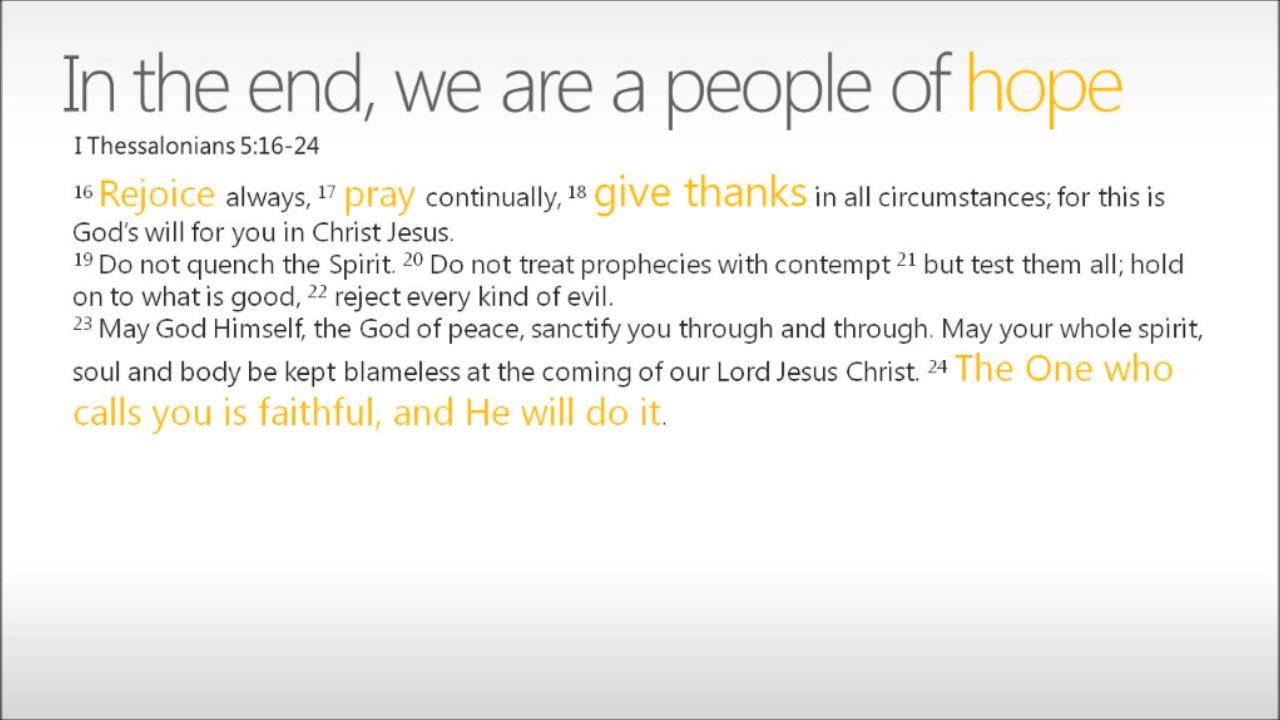 In the end, we are a people of hope
I Thessalonians 5:16-24
16 Rejoice always, 17 pray continually, 18 give thanks in all circumstances; for this is
God's will for you in Christ Jesus.
19 Do not quench the Spirit. 20 Do not treat prophecies with contempt 21 but test them all; hold
on to what is good, 22 reject every kind of evil.
23 May God Himself, the God of peace, sanctify you through and through. May your whole spirit,
soul and body be kept blameless at the coming of our Lord Jesus Christ. 24 The One who
calls you is faithful, and He will do it.